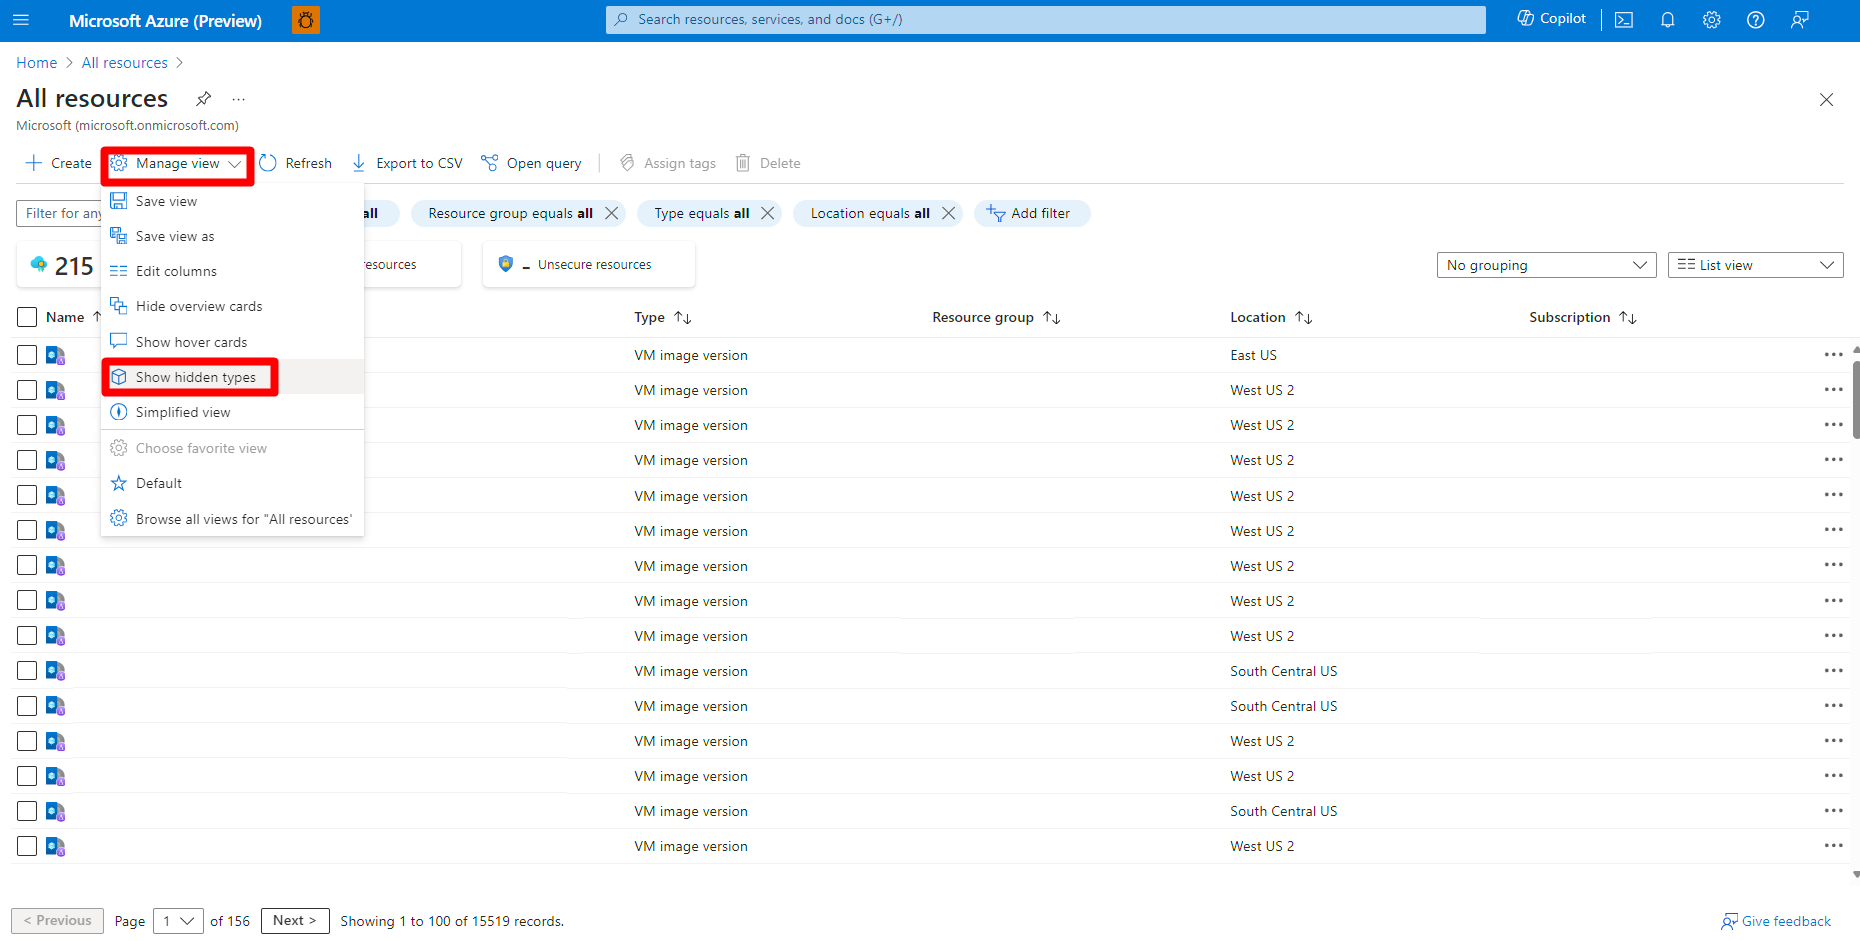 Microsoft Azure (Preview)
Search resources, services, and docs (G+/)
Copilot
Home > All resources >
All resources
...
Microsoft (microsoft.onmicrosoft.com)
Create Manage view Refresh Export to CSV Open query Assign tags Delete
Filter for any all Resource group equals all Type equals all Location equals all Add filter
215 resources – Unsecure resources No grouping List view
Save view
Save view as
Edit columns
Hide overview cards
Show hover cards
Show hidden types
Simplified view
Choose favorite view
Default
Browse all views for "All resources'
Name Type Resource group Location Subscription
VM image version East US
VM image version West US 2
VM image version West US 2
VM image version West US 2
VM image version West US 2
VM image version West US 2
VM image version West US 2
VM image version West US 2
VM image version West US 2
VM image version South Central US
VM image version South Central US
VM image version West US 2
VM image version West US 2
VM image version South Central US
VM image version West US 2
< Previous Page 1 of 156 Next > Showing 1 to 100 of 15519 records. Give feedback